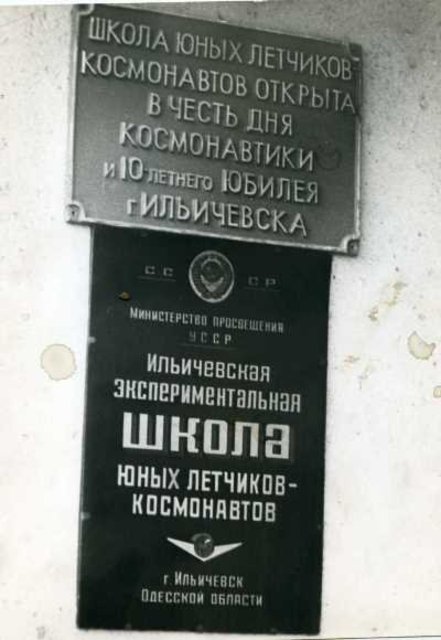 ШКОЛА ЮНЫХ ЛЕТЧИКОВ-
КОСМОНАВТОВ ОТКРЫТА
В ЧЕСТЬ ДНЯ
КОСМОНАВТИКИ
и 10-ЛЕТНЕГО ЮБИЛЕЯ
г. ИЛЬИЧЕВСКА
СС СР
МИНИСТЕРСТВО ПРОСВЕЩЕНИЯ
УССР
ИЛЬИЧЕВСКАЯ
ЭКСПЕРИМЕНТАЛЬНАЯ
ШКОЛА
ЮНЫХ ЛЕТЧИКОВ-
КОСМОНАВТОВ
г. ИЛЬИЧЕВСК
ОДЕССКОЙ ОБЛАСТИ